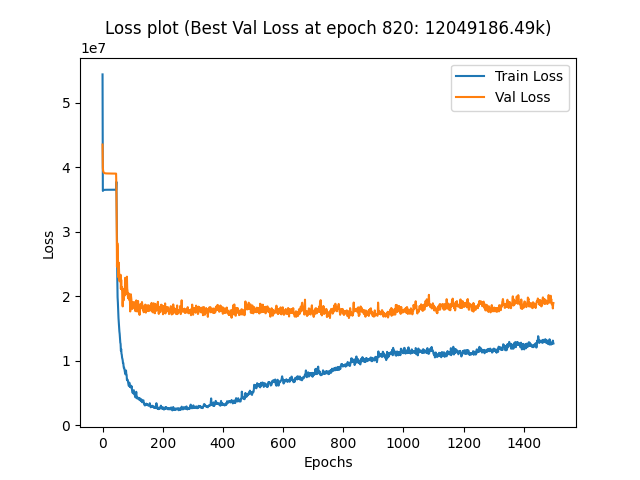 Loss plot (Best Val Loss at epoch 820: 12049186.49k)
1e7
Train Loss
Val Loss
5
4
3
2
1
0
Loss
0 200 400 600 800 1000 1200 1400
Epochs